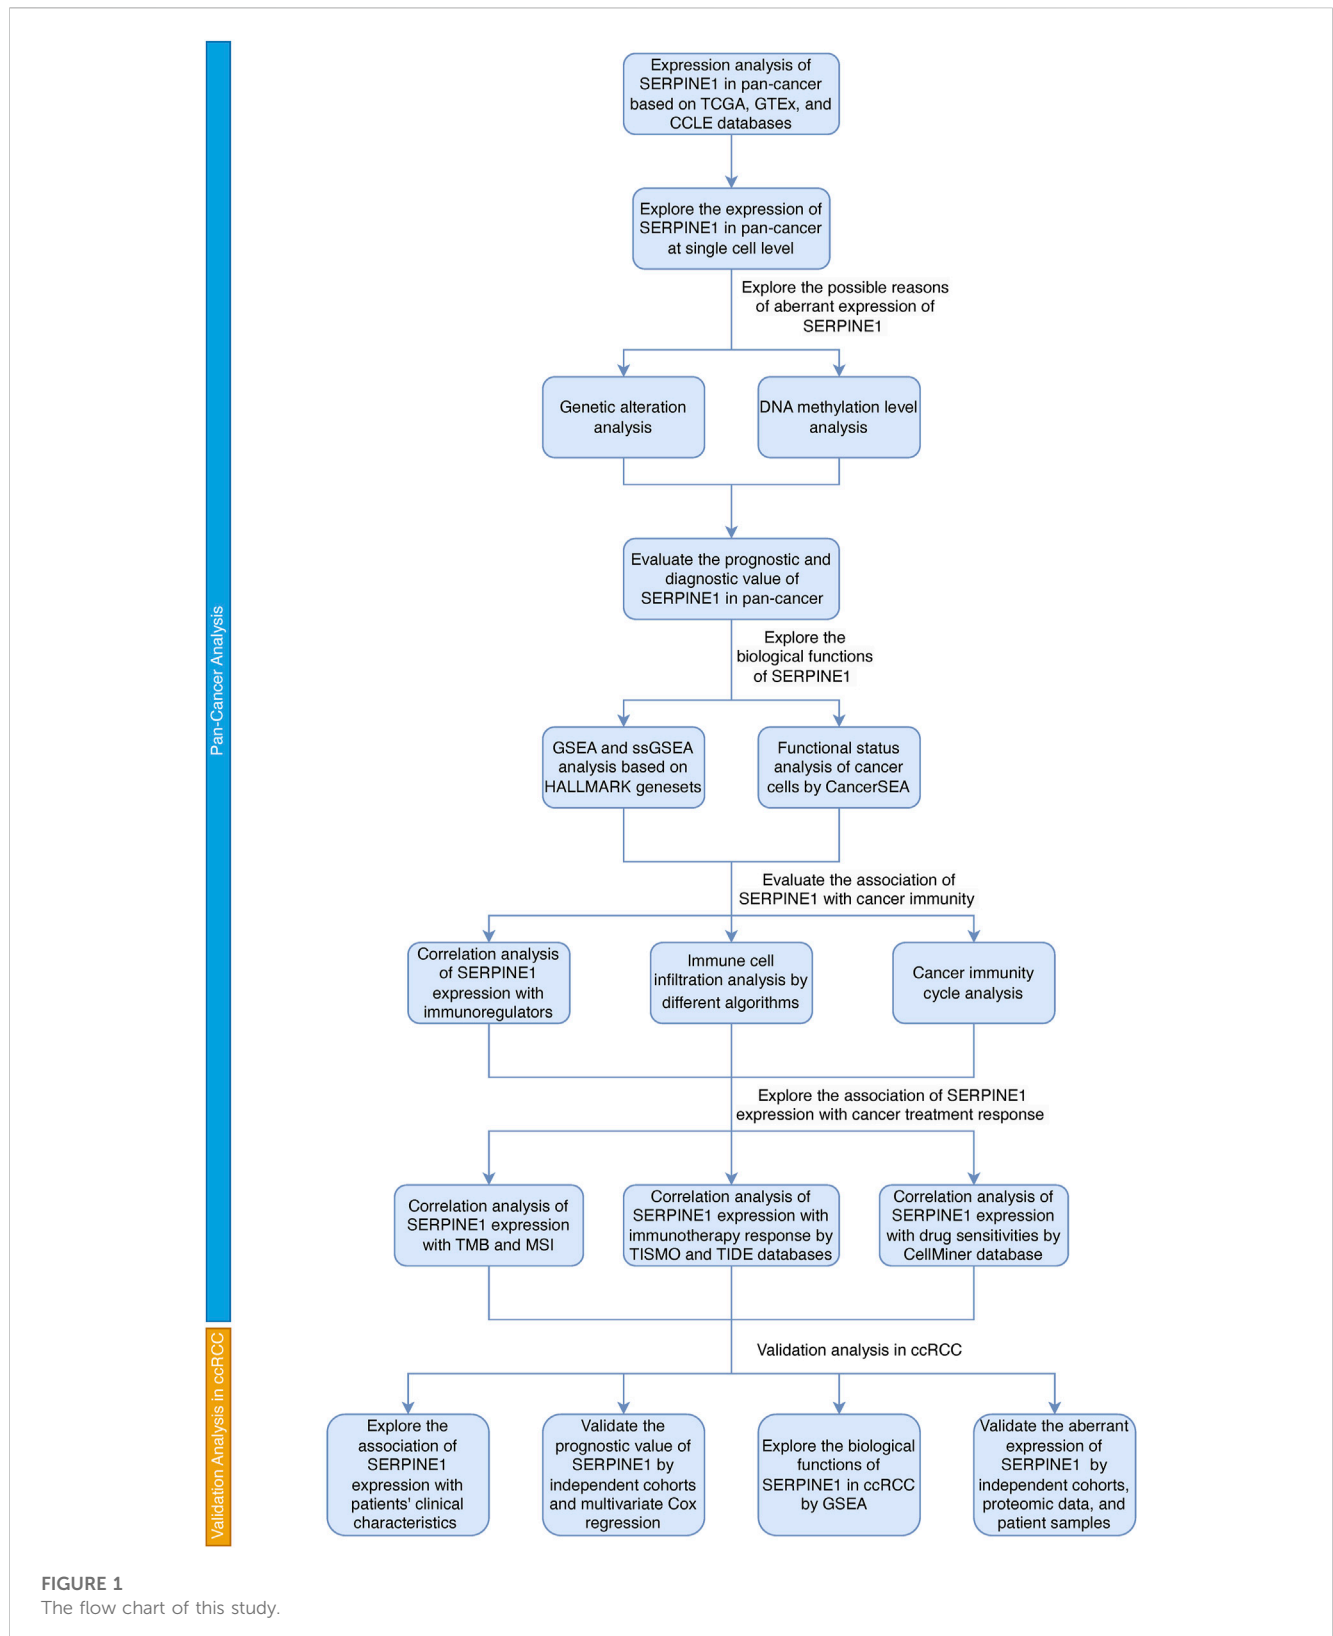 Expression analysis of
SERPINE1 in pan-cancer
based on TCGA, GTEx, and
CCLE databases
Explore the expression of
SERPINE1 in pan-cancer
at single cell level
Explore the possible reasons
of aberrant expression of
SERPINE1
Genetic alteration
analysis
DNA methylation level
analysis
Evaluate the prognostic and
diagnostic value of
SERPINE1 in pan-cancer
Explore the
biological functions
of SERPINE1
GSEA and ssGSEA
analysis based on
HALLMARK genesets
Functional status
analysis of cancer
cells by CancerSEA
Evaluate the association of
SERPINE1 with cancer immunity
Correlation analysis
of SERPINE1
expression with
immunoregulators
Immune cell
infiltration analysis by
different algorithms
Cancer immunity
cycle analysis
Explore the association of SERPINE1
expression with cancer treatment response
Correlation analysis of
SERPINE1 expression
with TMB and MSI
Correlation analysis of
SERPINE1 expression with
immunotherapy response by
TISMO and TIDE databases
Correlation analysis of
SERPINE1 expression
with drug sensitivities by
CellMiner database
Pan-Cancer Analysis
Validation analysis in ccRCC
Explore the
association of
SERPINE1
expression with
patients' clinical
characteristics
Validate the
prognostic value of
SERPINE1 by
independent cohorts
and multivariate Cox
regression
Explore the biological
functions of
SERPINE1 in ccRCC
by GSEA
Validate the aberrant
expression of
SERPINE1 by
independent cohorts,
proteomic data, and
patient samples
Validation Analysis in ccRCC
FIGURE 1
The flow chart of this study.